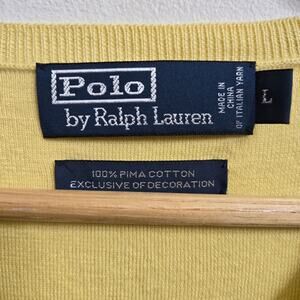 Polo
by Ralph Lauren
MADE IN
CHINA
OF ITALIAN YARN
L
100% PIMA COTTON
EXCLUSIVE OF DECORATION